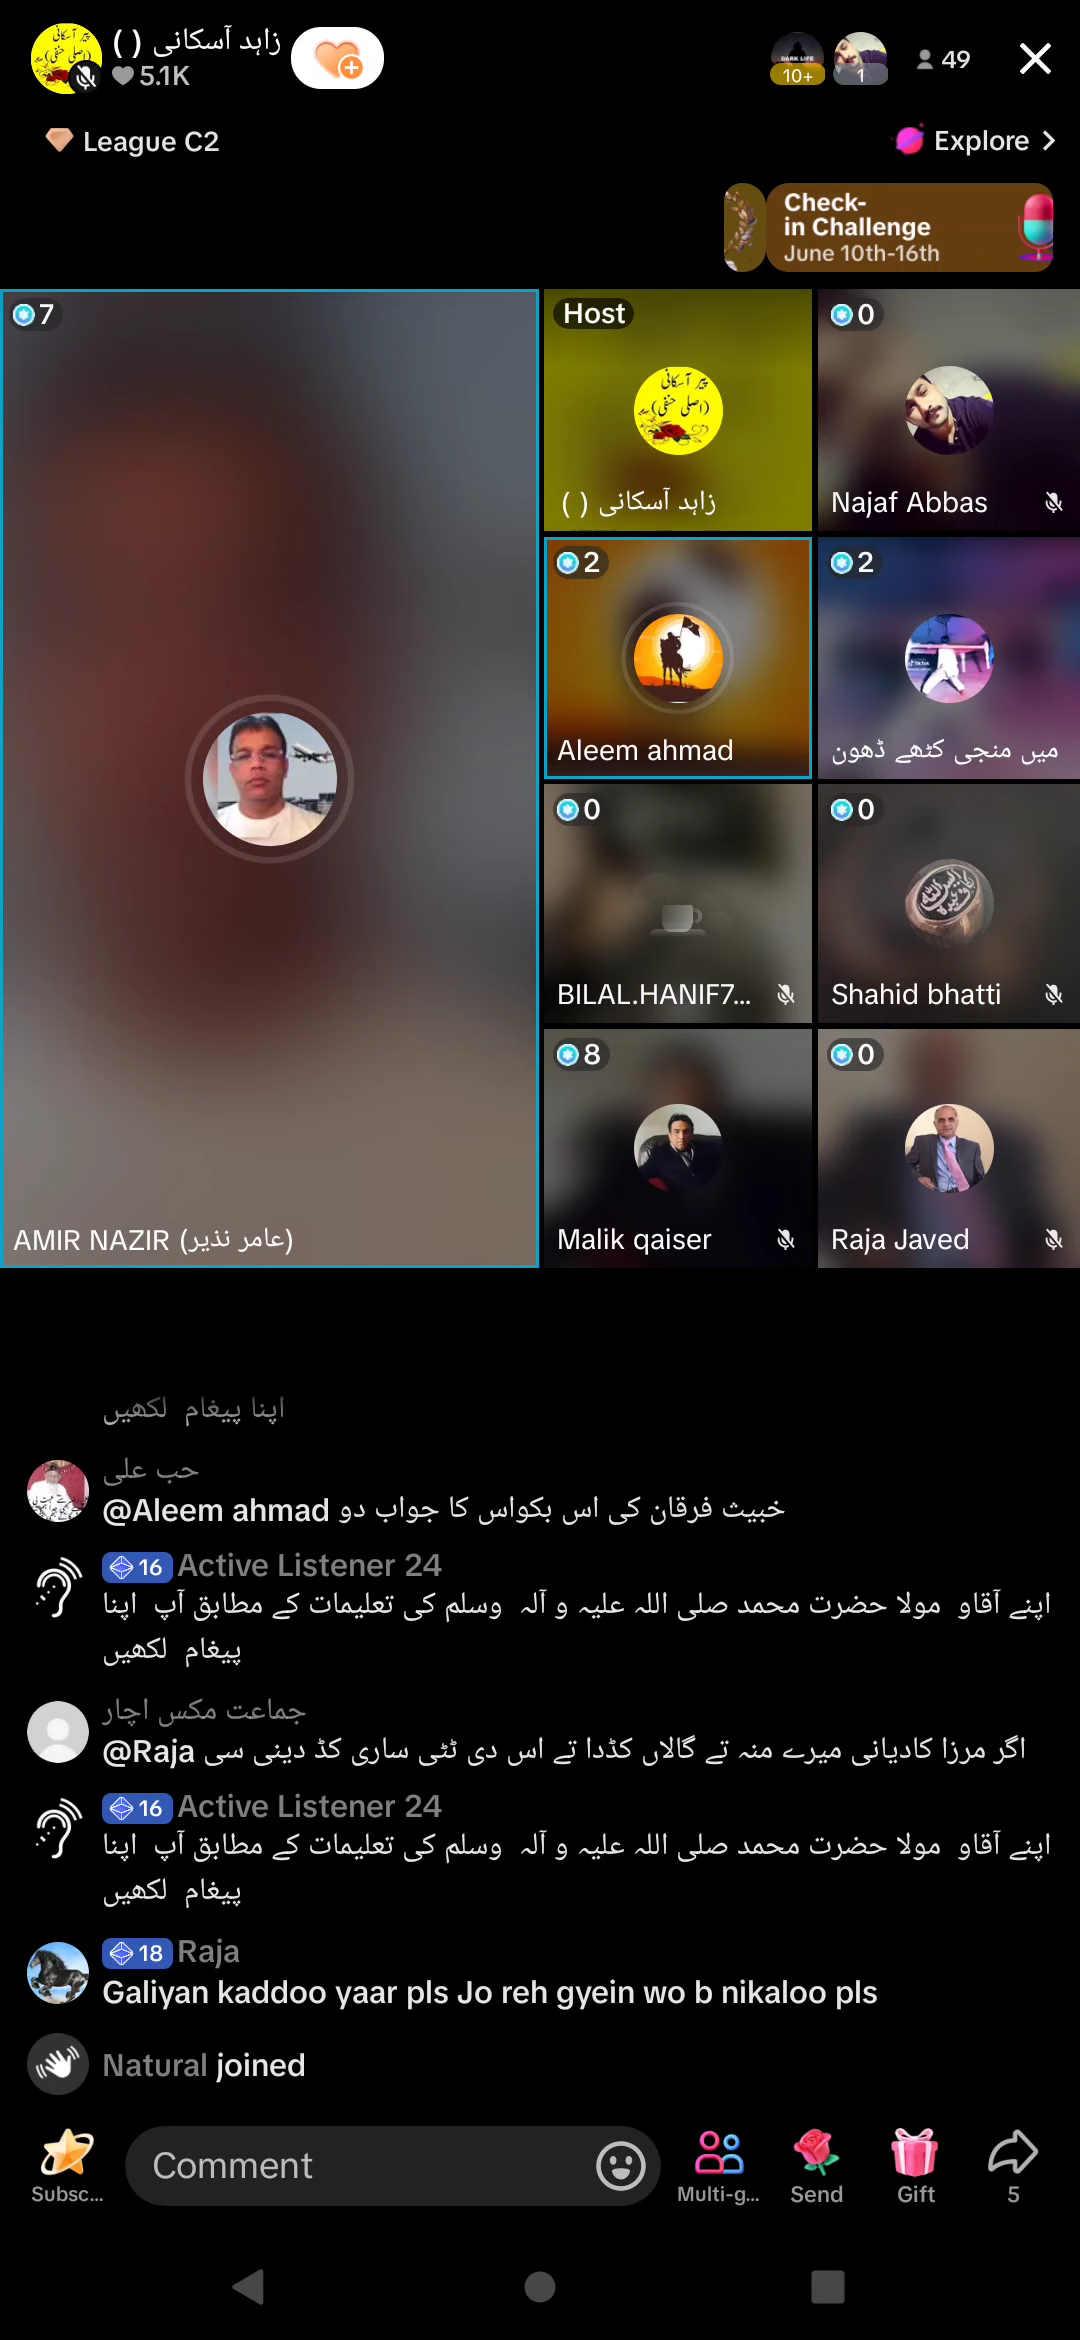 زاہد آسکانی ( )
5.1K
10+
1
49
League C2
Explore
Check-
in Challenge
June 10th-16th
7
Host
پیر آسکانی
(اصلی حنفی)
زاہد آسکانی ( )
0
Najaf Abbas
2
Aleem ahmad
2
میں منجی کٹھے ڈھون
0
BILAL.HANIF7...
0
Shahid bhatti
8
Malik qaiser
0
Raja Javed
AMIR NAZIR (عامر نذیر)
اپنا پیغام لکھیں
حب علی
@Aleem ahmad خبیث فرقان کی اس بکواس کا جواب دو
16 Active Listener 24
اپنے آقاو مولا حضرت محمد صلی اللہ علیہ و آلہ وسلم کی تعلیمات کے مطابق آپ اپنا
پیغام لکھیں
جماعت مکس اچار
@Raja اگر مرزا کادیانی میرے منہ تے گالاں کڈدا تے اس دی ٹٹی ساری کڈ دینی سی
16 Active Listener 24
اپنے آقاو مولا حضرت محمد صلی اللہ علیہ و آلہ وسلم کی تعلیمات کے مطابق آپ اپنا
پیغام لکھیں
18 Raja
Galiyan kaddoo yaar pls Jo reh gyein wo b nikaloo pls
Natural joined
Comment
Subsc...
Multi-g...
Send
Gift
5